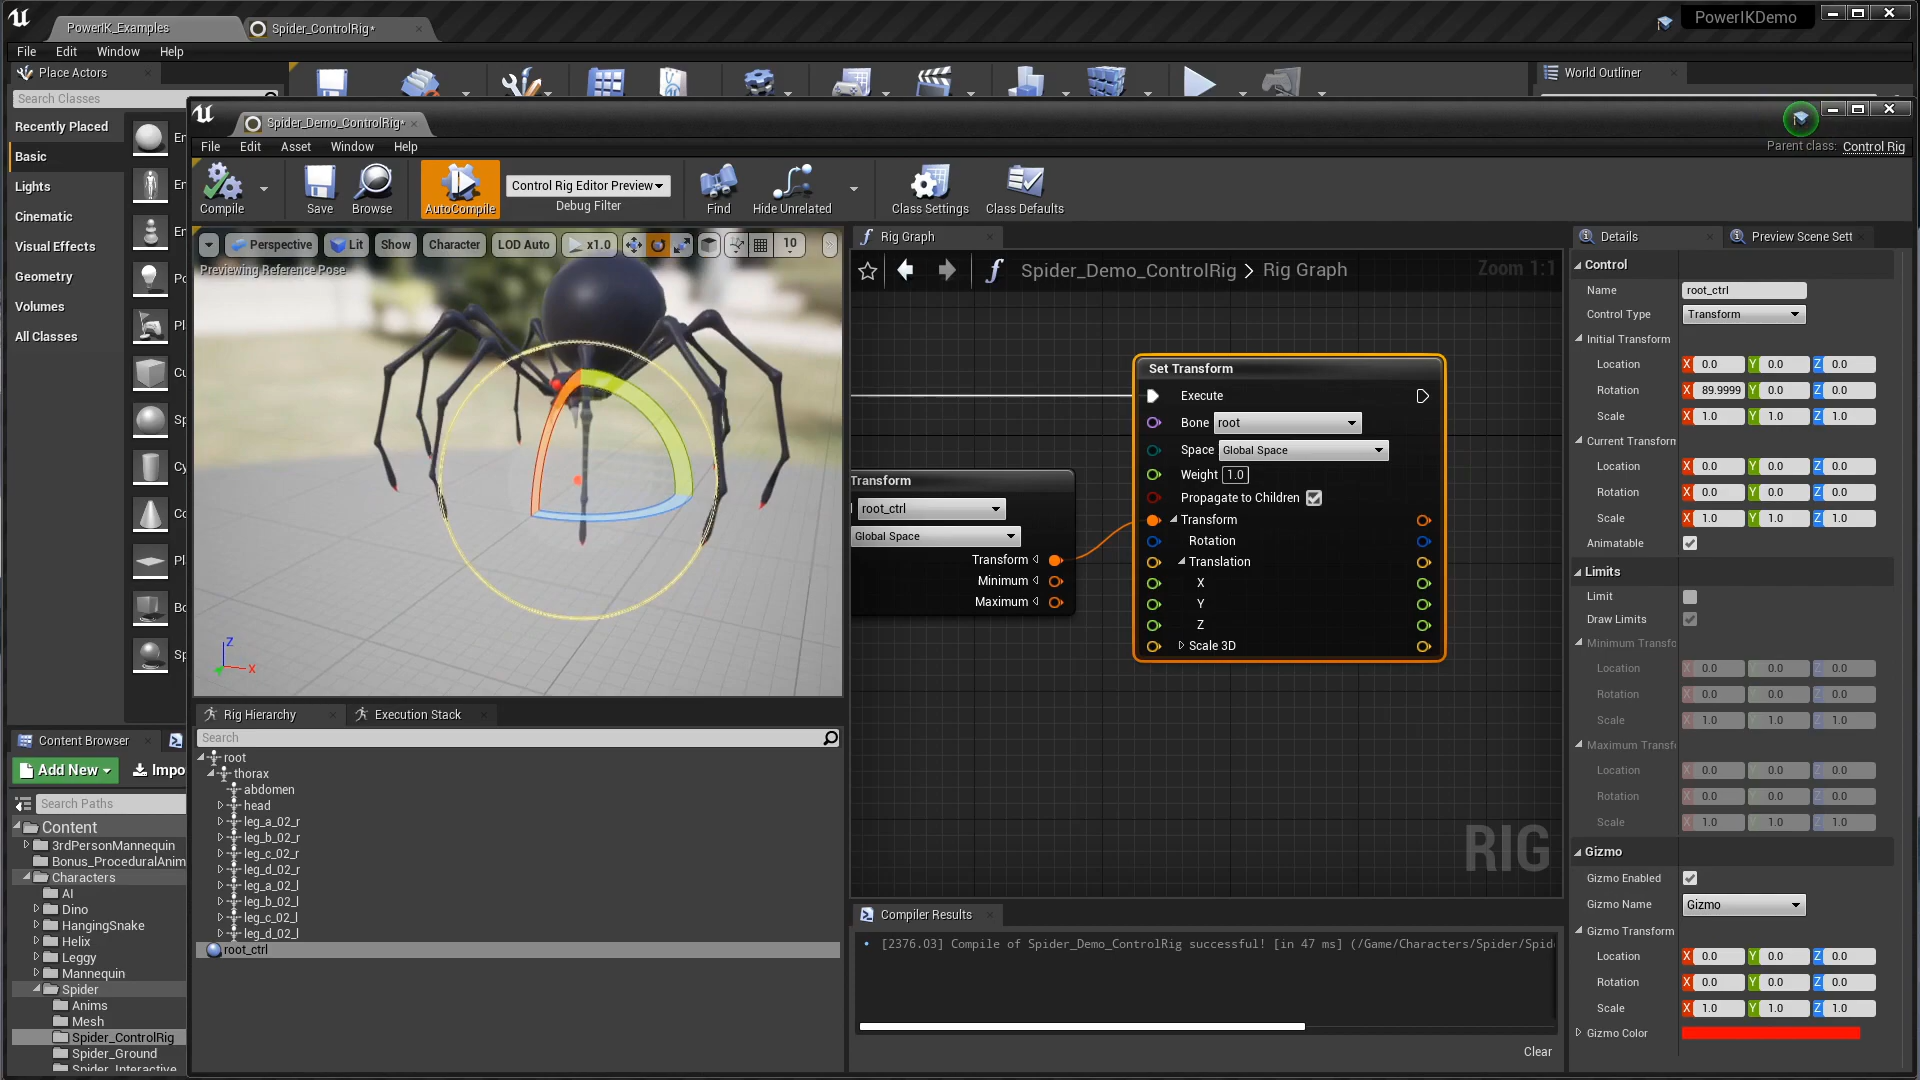 PowerIK_Examples
Spider_ControlRig*
PowerIKDemo
File Edit Window Help
Place Actors
World Outliner
Search Classes
Recently Placed
Basic
Lights
Cinematic
Visual Effects
Geometry
Volumes
All Classes
Spider_Demo_ControlRig*
File Edit Asset Window Help
Parent class: Control Rig
Compile
Save
Browse
AutoCompile
Control Rig Editor Preview
Debug Filter
Find
Hide Unrelated
Class Settings
Class Defaults
Perspective Lit Show Character LOD Auto x1.0 10
Previewing Reference Pose
Z
X
Rig Graph
Spider_Demo_ControlRig > Rig Graph
Zoom 1:1
Transform
root_ctrl
Global Space
Transform
Minimum
Maximum
Set Transform
Execute
Bone root
Space Global Space
Weight 1.0
Propagate to Children
Transform
Rotation
Translation
X
Y
Z
Scale 3D
RIG
Compiler Results
[2376.03] Compile of Spider_Demo_ControlRig successful! [in 47 ms] (/Game/Characters/Spider/Spid
Clear
Rig Hierarchy
Execution Stack
Search
root
thorax
abdomen
head
leg_a_02_r
leg_b_02_r
leg_c_02_r
leg_d_02_r
leg_a_02_l
leg_b_02_l
leg_c_02_l
leg_d_02_l
root_ctrl
Content Browser
Add New
Impo
Search Paths
Content
3rdPersonMannequin
Bonus_ProceduralAnim
Characters
AI
Dino
HangingSnake
Helix
Leggy
Mannequin
Spider
Anims
Mesh
Spider_ControlRig
Spider_Ground
Spider_Interactive
Details
Preview Scene Sett
Control
Name root_ctrl
Control Type Transform
Initial Transform
Location X 0.0 Y 0.0 Z 0.0
Rotation X 89.9999 Y 0.0 Z 0.0
Scale X 1.0 Y 1.0 Z 1.0
Current Transform
Location X 0.0 Y 0.0 Z 0.0
Rotation X 0.0 Y 0.0 Z 0.0
Scale X 1.0 Y 1.0 Z 1.0
Animatable
Limits
Limit
Draw Limits
Minimum Transfo
Location X 0.0 Y 0.0 Z 0.0
Rotation X 0.0 Y 0.0 Z 0.0
Scale X 1.0 Y 1.0 Z 1.0
Maximum Transfo
Location X 0.0 Y 0.0 Z 0.0
Rotation X 0.0 Y 0.0 Z 0.0
Scale X 1.0 Y 1.0 Z 1.0
Gizmo
Gizmo Enabled
Gizmo Name Gizmo
Gizmo Transform
Location X 0.0 Y 0.0 Z 0.0
Rotation X 0.0 Y 0.0 Z 0.0
Scale X 1.0 Y 1.0 Z 1.0
Gizmo Color